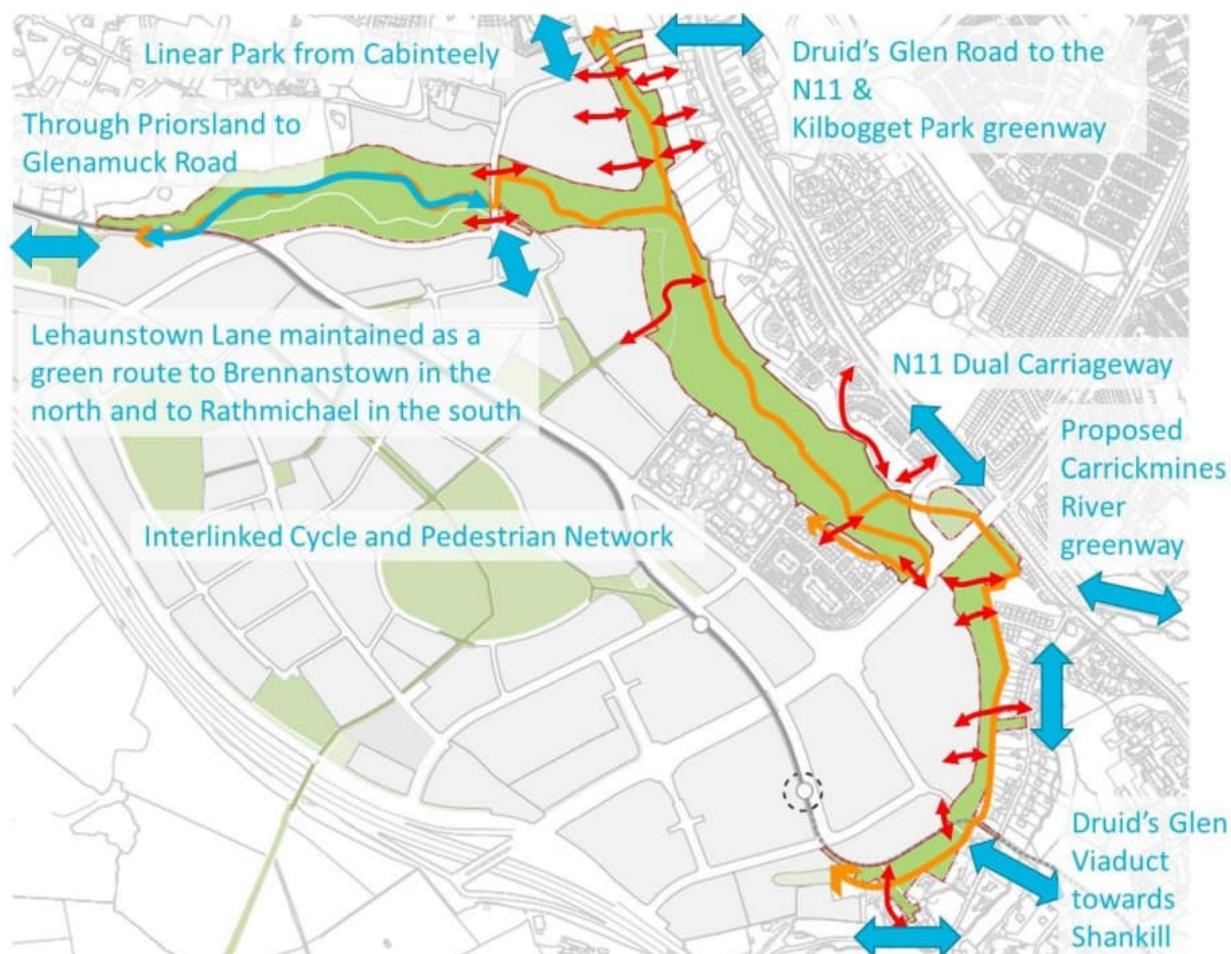 Linear Park from Cabinteely
Druid's Glen Road to the
N11 &
Kilbogget Park greenway
Through Priorsland to
Glenamuck Road
Lehaunstown Lane maintained as a
green route to Brennanstown in the
north and to Rathmichael in the south
N11 Dual Carriageway
Proposed
Carrickmines
River
greenway
Interlinked Cycle and Pedestrian Network
Druid's Glen
Viaduct
towards
Shankill